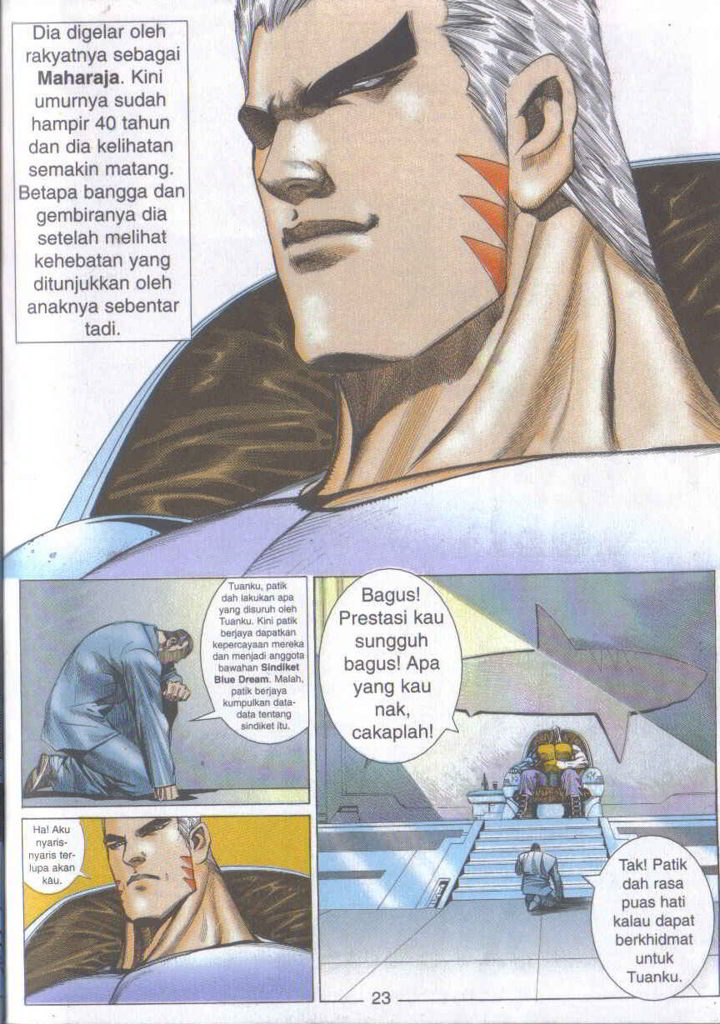 Dia digelar oleh
rakyatnya sebagai
Maharaja. Kini
umurnya sudah
hampir 40 tahun
dan dia kelihatan
semakin matang.
Betapa bangga dan
gembiranya dia
setelah melihat
kehebatan yang
ditunjukkan oleh
anaknya sebentar
tadi.
Tuanku, patik
dah lakukan apa
yang disuruh oleh
Tuanku. Kini patik
berjaya dapatkan
kepercayaan mereka
dan menjadi anggota
bawahan Sindiket
Blue Dream. Malah,
patik berjaya
kumpulkan data-
data tentang
sindiket itu.
Ha! Aku
nyaris-
nyaris ter-
lupa akan
kau.
Bagus!
Prestasi kau
sungguh
bagus! Apa
yang kau
nak,
cakaplah!
Tak! Patik
dah rasa
puas hati
kalau dapat
berkhidmat
untuk
Tuanku.
23